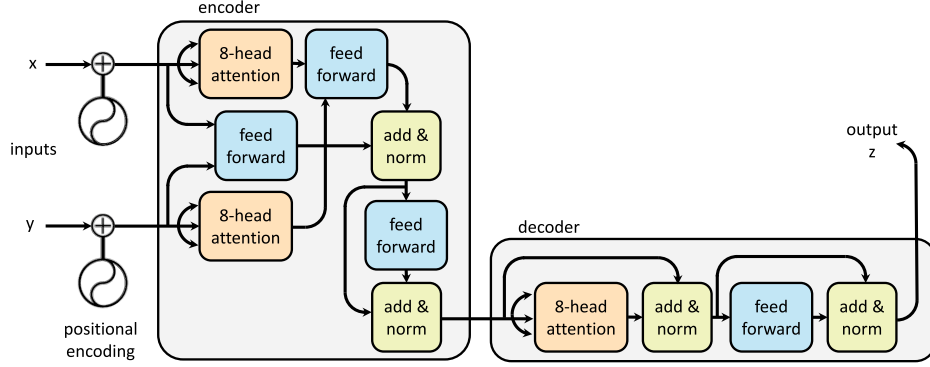 encoder
x
8-head
attention
feed
forward
inputs
feed
forward
add &
norm
y
8-head
attention
feed
forward
positional
encoding
add &
norm
decoder
8-head
attention
add &
norm
feed
forward
add &
norm
output
z